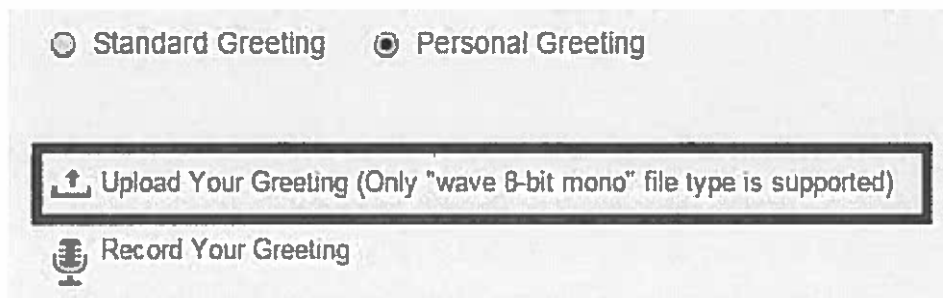 Standard Greeting Personal Greeting
Upload Your Greeting (Only "wave 8-bit mono" file type is supported)
Record Your Greeting